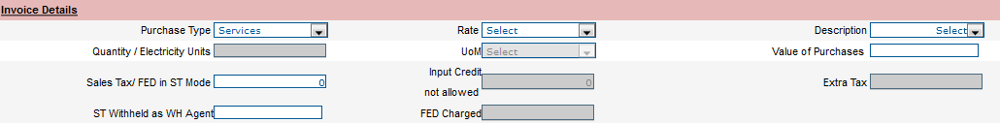 Invoice Details
Purchase Type Services Rate Select Description Select
Quantity / Electricity Units UoM Select Value of Purchases
Sales Tax/ FED in ST Mode 0 Input Credit not allowed 0 Extra Tax
ST Withheld as WH Agent FED Charged